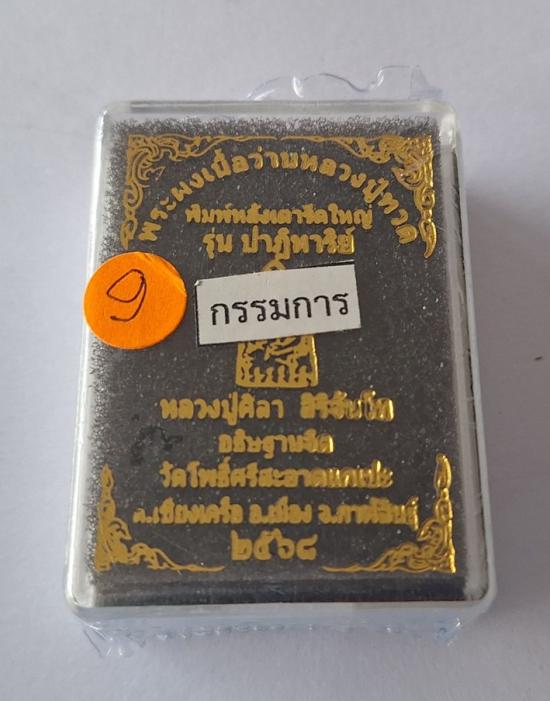 พระผงเนื้อว่านหลวงปู่ทวด
พิมพ์หลังเตารีดใหญ่
รุ่น ปาฏิหาริย์
9
กรรมการ
หลวงปู่ศิลา สิริจันโท
อธิษฐานจิต
วัดโพธิ์ศรีสะอาดแกเปะ
ต.เชียงเครือ อ.เมือง จ.กาฬสินธุ์
๒๕๖๘